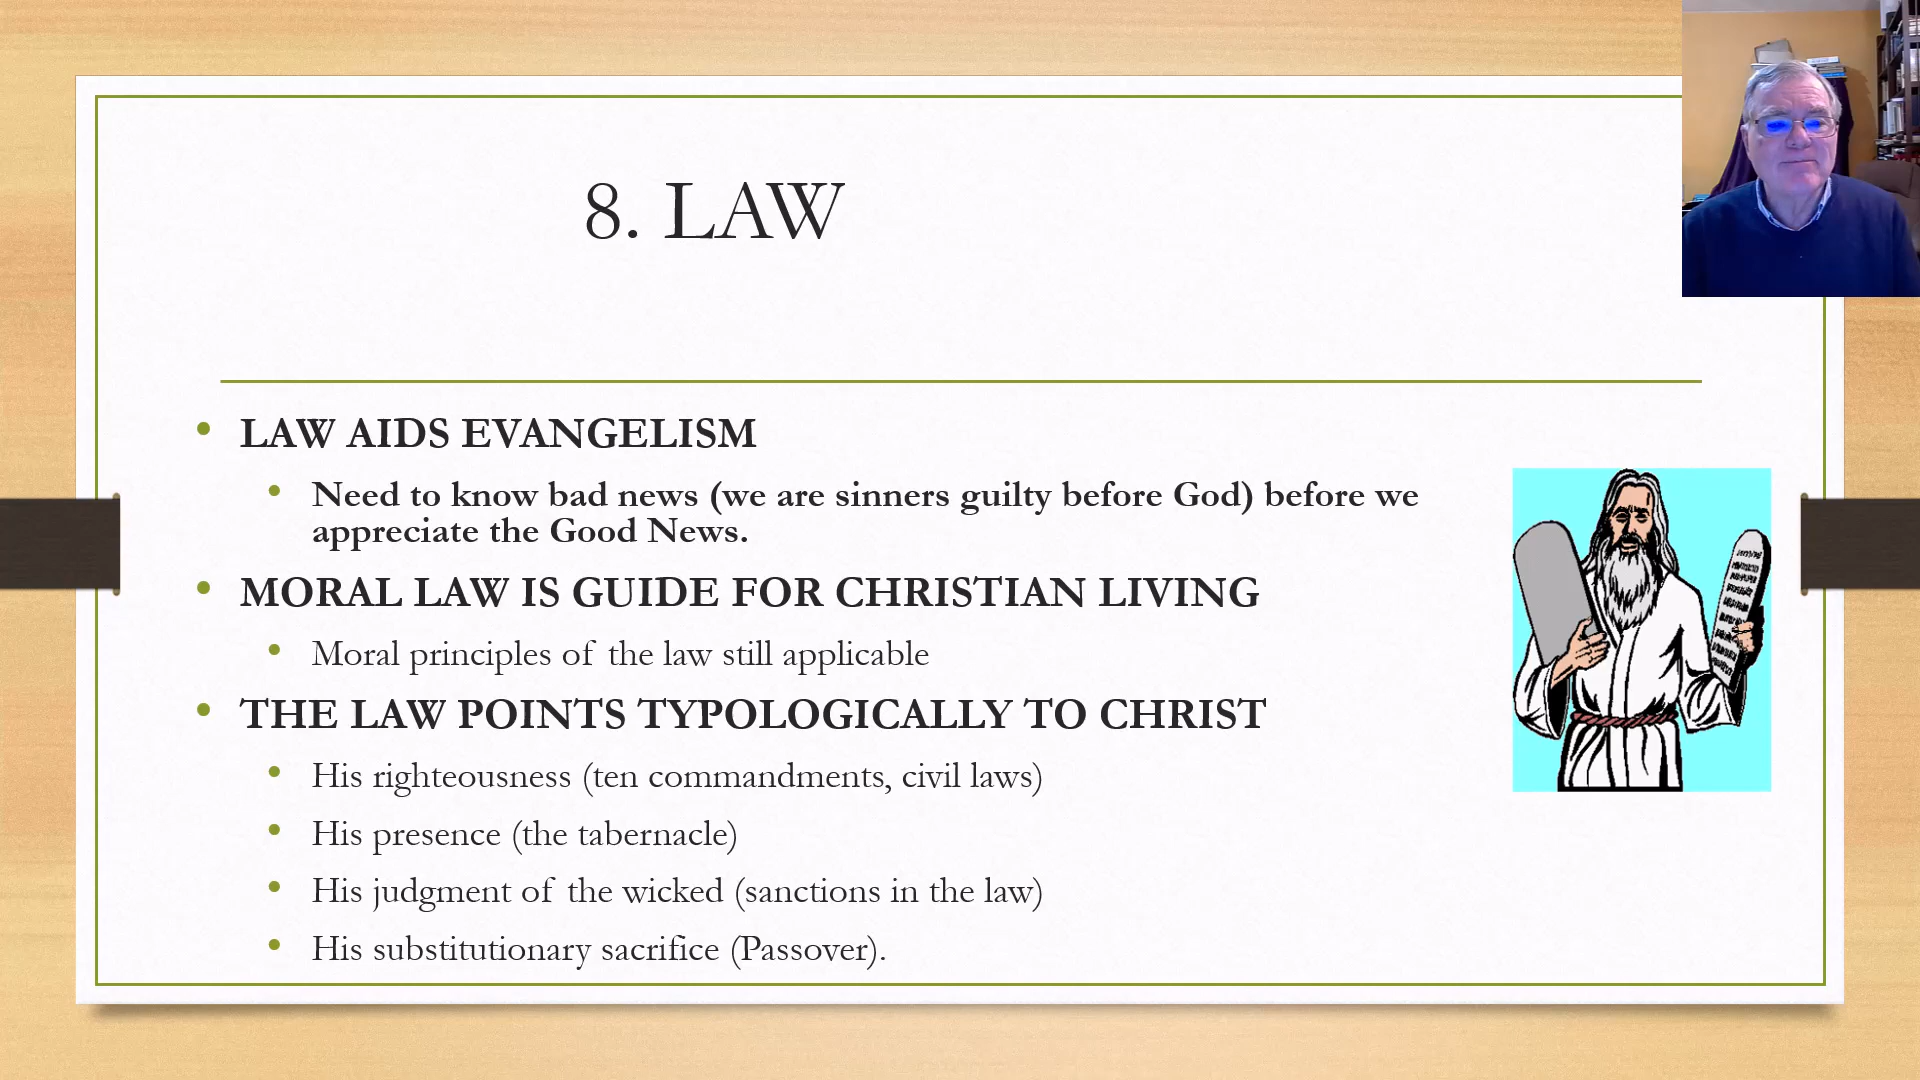 8. LAW
• LAW AIDS EVANGELISM
• Need to know bad news (we are sinners guilty before God) before we
appreciate the Good News.
• MORAL LAW IS GUIDE FOR CHRISTIAN LIVING
• Moral principles of the law still applicable
• THE LAW POINTS TYPOLOGICALLY TO CHRIST
• His righteousness (ten commandments, civil laws)
• His presence (the tabernacle)
• His judgment of the wicked (sanctions in the law)
• His substitutionary sacrifice (Passover).